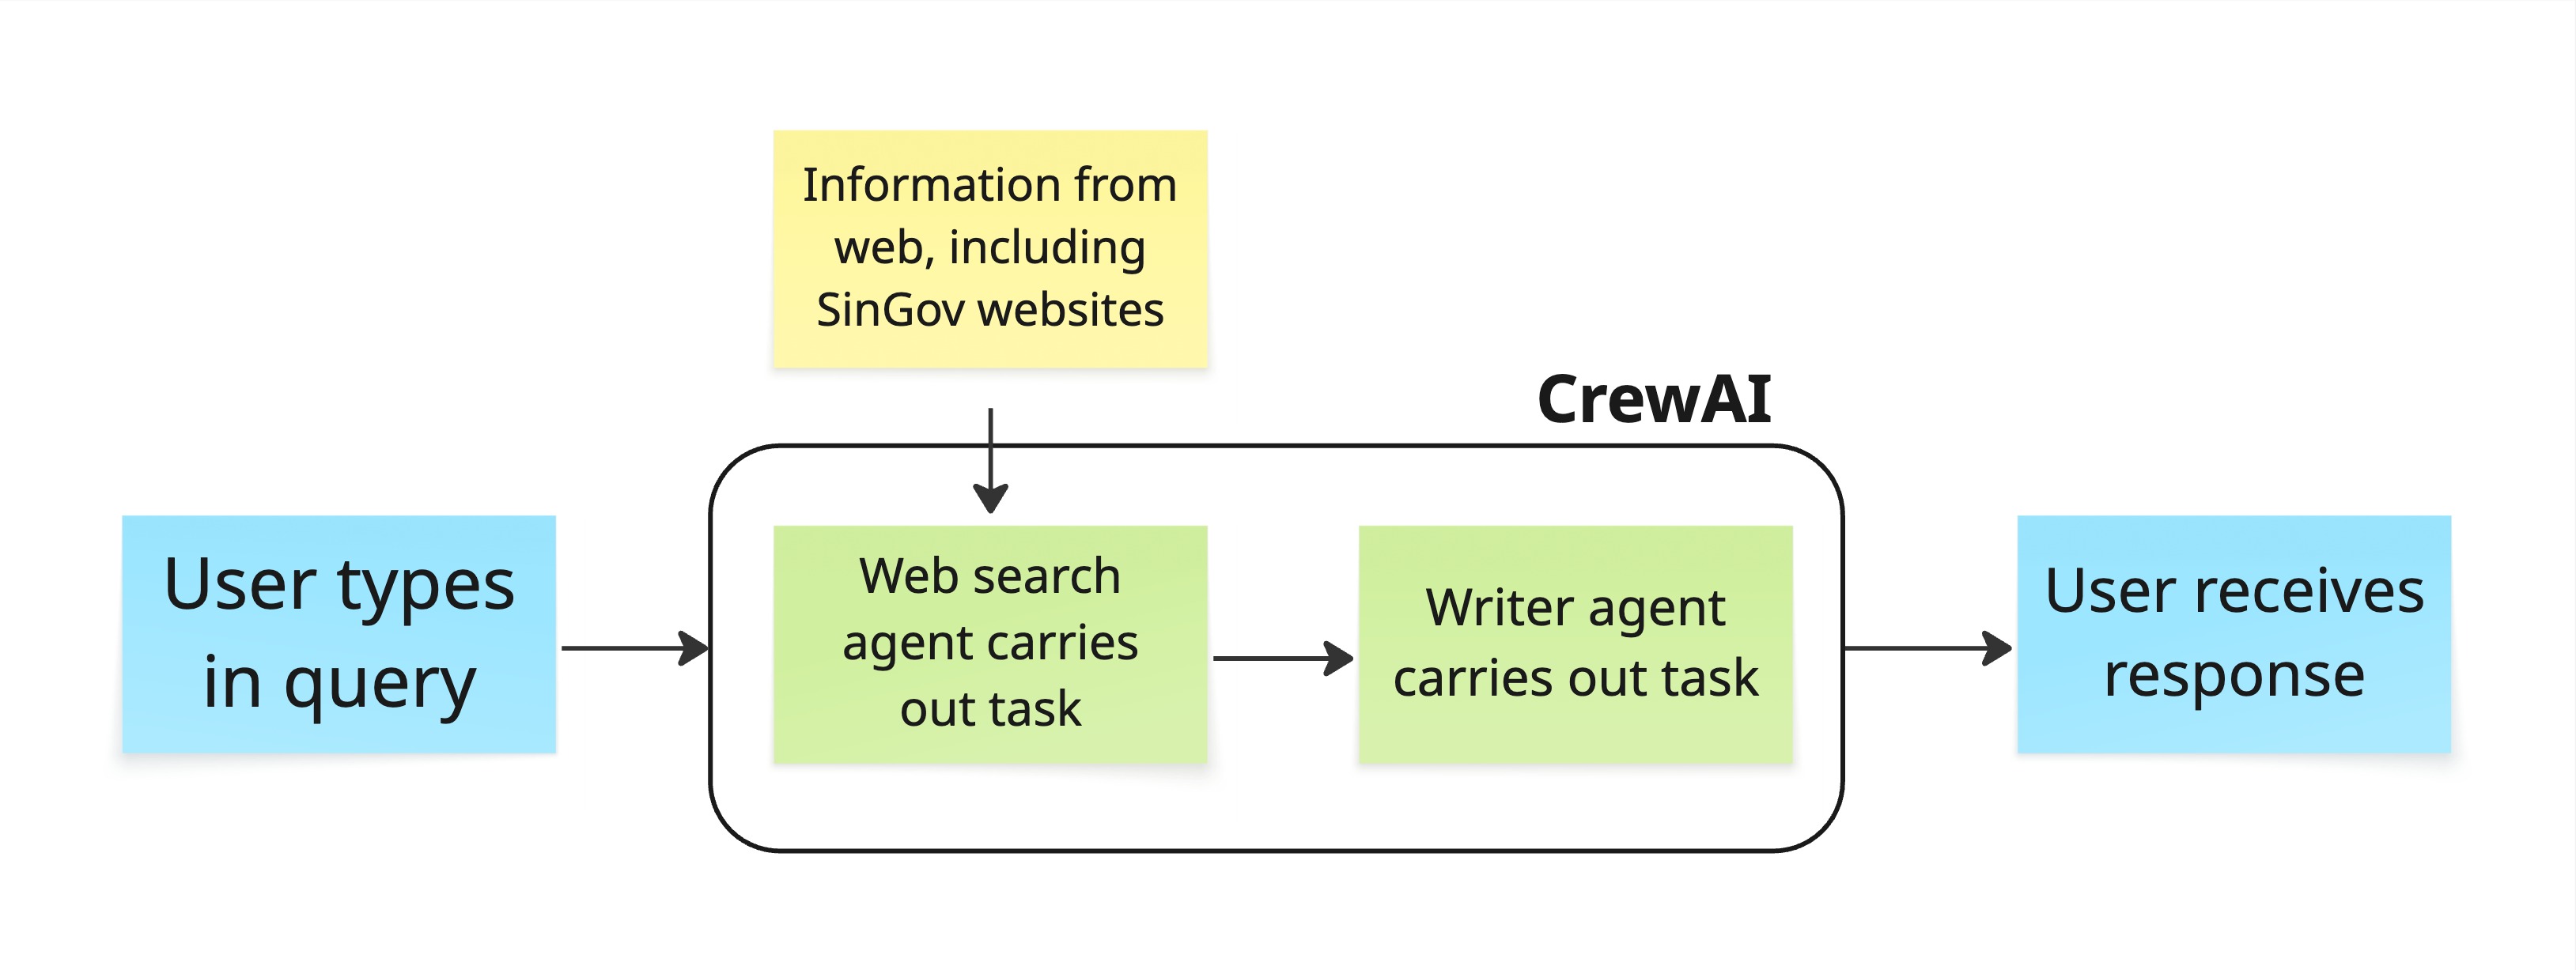 Information from
web, including
SinGov websites
CrewAI
User types
in query
Web search
agent carries
out task
Writer agent
carries out task
User receives
response